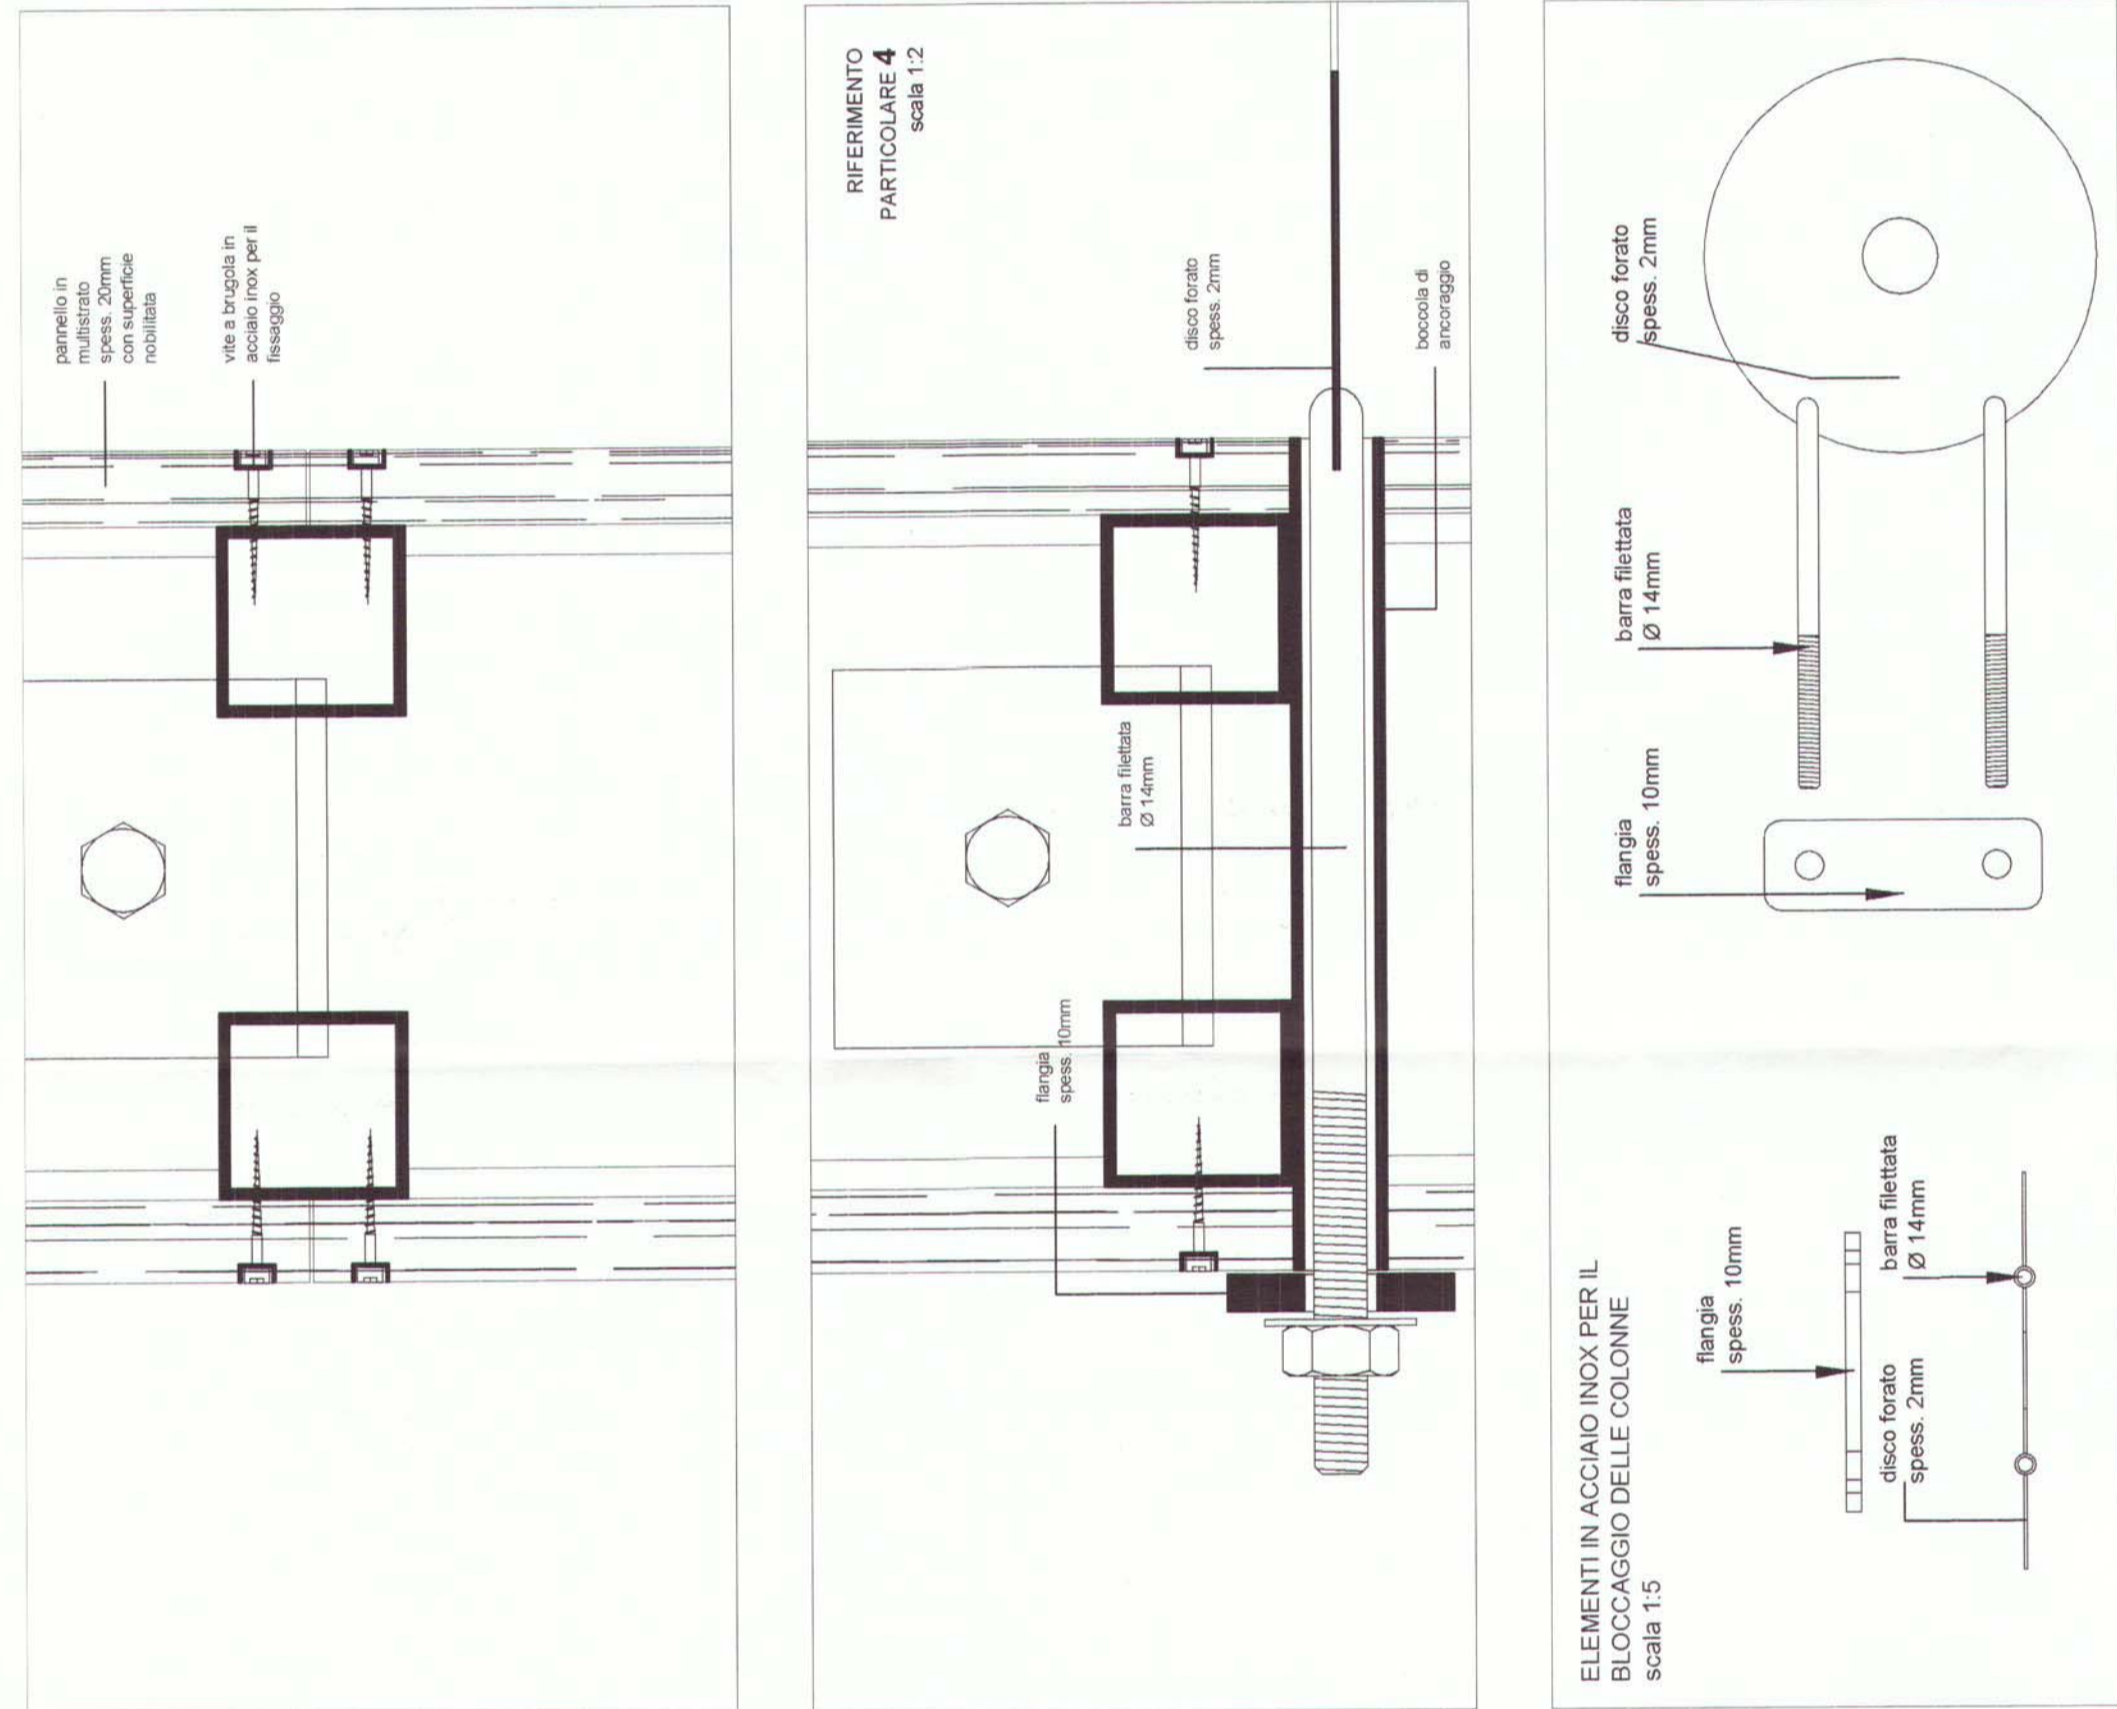 pannello in
multistrato
spess. 20mm
con superficie
nobilitata
vite a brugola in
acciaio inox per il
fissaggio
RIFERIMENTO
PARTICOLARE 4
scala 1:2
disco forato
spess. 2mm
boccola di
ancoraggio
barra filettata
Ø 14mm
flangia
spess. 10mm
ELEMENTI IN ACCIAIO INOX PER IL
BLOCCAGGIO DELLE COLONNE
scala 1:5
flangia
spess. 10mm
disco forato
spess. 2mm
barra filettata
Ø 14mm
flangia
spess. 10mm
barra filettata
Ø 14mm
disco forato
spess. 2mm